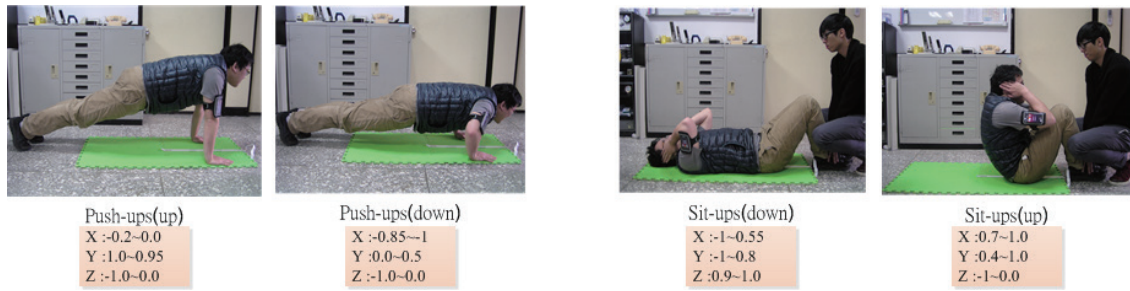 Push-ups(up)
X :-0.2~0.0
Y :1.0~0.95
Z :-1.0~0.0
Push-ups(down)
X :-0.85~-1
Y :0.0~0.5
Z :-1.0~0.0
Sit-ups(down)
X :-1~0.55
Y :-1~0.8
Z :0.9~1.0
Sit-ups(up)
X :0.7~1.0
Y :0.4~1.0
Z :-1~0.0